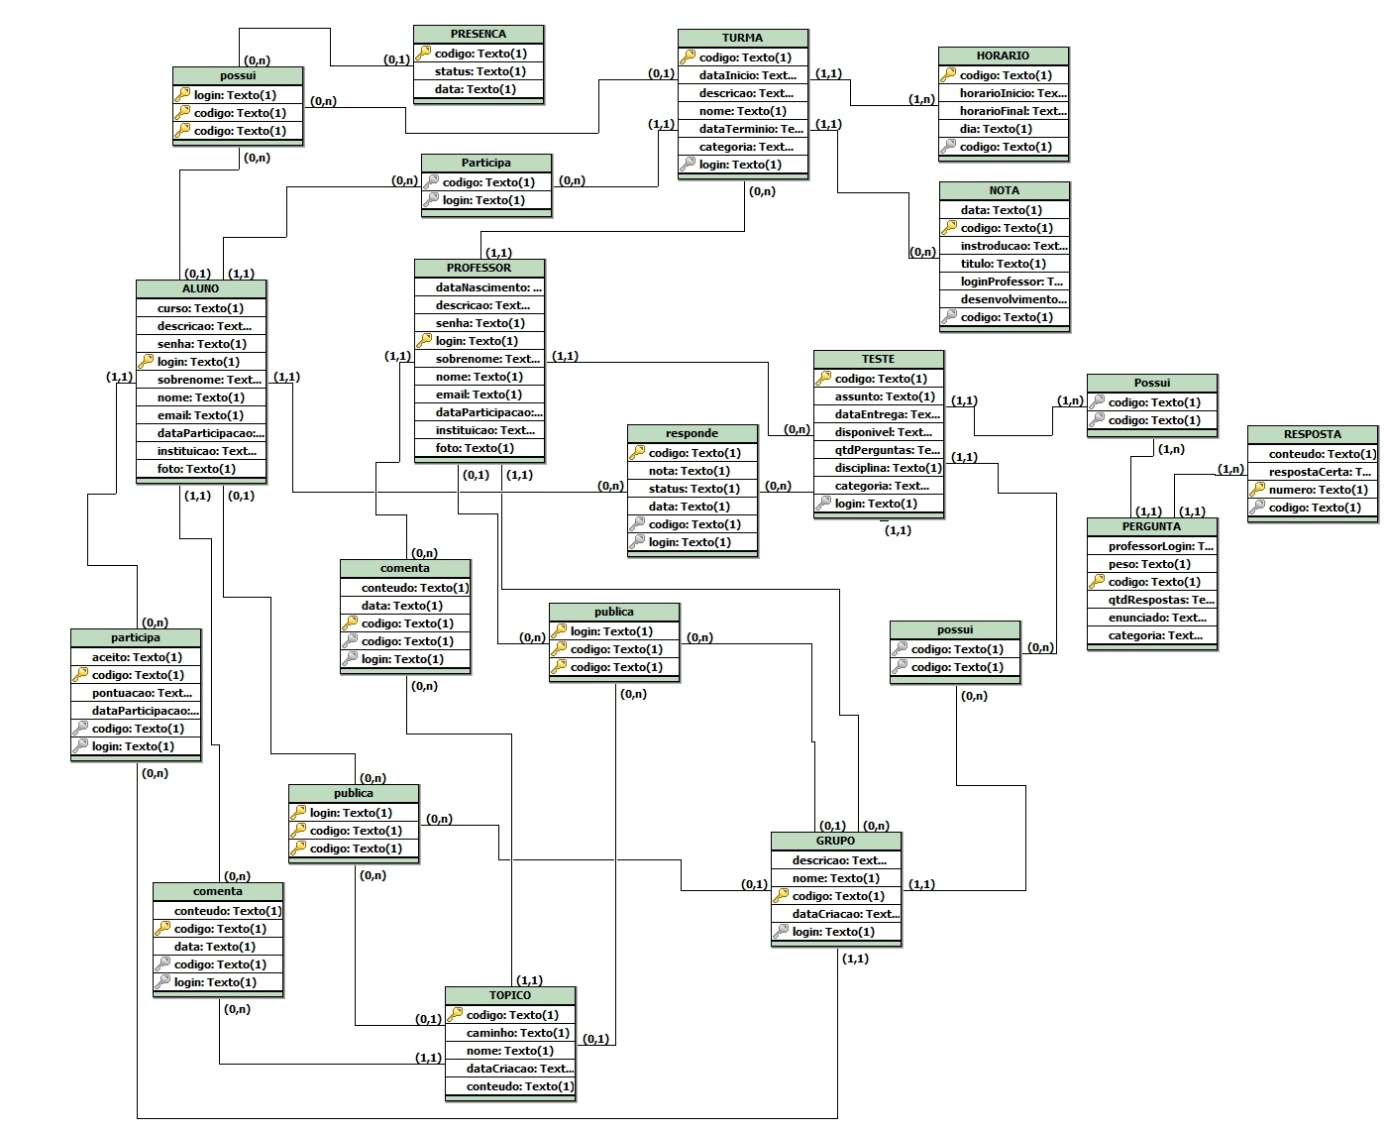 PRESENCA
codigo: Texto(1)
status: Texto(1)
data: Texto(1)
(0,1)
(0,n)
possui
login: Texto(1)
codigo: Texto(1)
codigo: Texto(1)
(0,n)
(0,n)
TURMA
codigo: Texto(1)
dataInicio: Text...
descricao: Text...
nome: Texto(1)
dataTerminio: Te...
categoria: Text...
login: Texto(1)
(0,1)
(1,1)
(1,1)
(1,1)
(0,n)
HORARIO
codigo: Texto(1)
horarioInicio: Tex...
horarioFinal: Text...
dia: Texto(1)
codigo: Texto(1)
(1,n)
Participa
codigo: Texto(1)
login: Texto(1)
(0,n)
(0,n)
NOTA
data: Texto(1)
codigo: Texto(1)
instroducao: Text...
titulo: Texto(1)
loginProfessor: T...
desenvolvimento...
codigo: Texto(1)
(0,n)
(0,1)
(1,1)
ALUNO
curso: Texto(1)
descricao: Text...
senha: Texto(1)
login: Texto(1)
sobrenome: Text...
nome: Texto(1)
email: Texto(1)
dataParticipacao:...
instituicao: Text...
foto: Texto(1)
(1,1)
(1,1)
(1,1)
(0,1)
(1,1)
PROFESSOR
dataNascimento: ...
descricao: Text...
senha: Texto(1)
login: Texto(1)
sobrenome: Text...
nome: Texto(1)
email: Texto(1)
dataParticipacao:...
instituicao: Text...
foto: Texto(1)
(1,1)
(1,1)
(0,1)
(1,1)
TESTE
codigo: Texto(1)
assunto: Texto(1)
dataEntrega: Tex...
disponivel: Text...
qtdPerguntas: Te...
disciplina: Texto(1)
categoria: Text...
login: Texto(1)
(0,n)
(1,1)
(1,1)
(1,1)
Possui
codigo: Texto(1)
codigo: Texto(1)
(1,n)
(1,n)
RESPOSTA
conteudo: Texto(1)
respostaCerta: T...
numero: Texto(1)
codigo: Texto(1)
(1,n)
responde
codigo: Texto(1)
nota: Texto(1)
status: Texto(1)
data: Texto(1)
codigo: Texto(1)
login: Texto(1)
(0,n)
(0,n)
(1,1)
(1,1)
PERGUNTA
professorLogin: T...
peso: Texto(1)
codigo: Texto(1)
qtdRespostas: Te...
enunciado: Text...
categoria: Text...
(0,n)
comenta
conteudo: Texto(1)
data: Texto(1)
codigo: Texto(1)
codigo: Texto(1)
login: Texto(1)
(0,n)
publica
login: Texto(1)
codigo: Texto(1)
codigo: Texto(1)
(0,n)
(0,n)
(0,n)
possui
codigo: Texto(1)
codigo: Texto(1)
(0,n)
(0,n)
(0,n)
participa
aceito: Texto(1)
codigo: Texto(1)
pontuacao: Text...
dataParticipacao:...
codigo: Texto(1)
login: Texto(1)
(0,n)
(0,n)
publica
login: Texto(1)
codigo: Texto(1)
codigo: Texto(1)
(0,n)
(0,n)
(0,1)
(0,n)
GRUPO
descricao: Text...
nome: Texto(1)
codigo: Texto(1)
dataCriacao: Text...
login: Texto(1)
(0,1)
(1,1)
(1,1)
(0,n)
comenta
conteudo: Texto(1)
codigo: Texto(1)
data: Texto(1)
codigo: Texto(1)
login: Texto(1)
(0,n)
(1,1)
TOPICO
codigo: Texto(1)
caminho: Texto(1)
nome: Texto(1)
dataCriacao: Text...
conteudo: Texto(1)
(0,1)
(1,1)
(0,1)